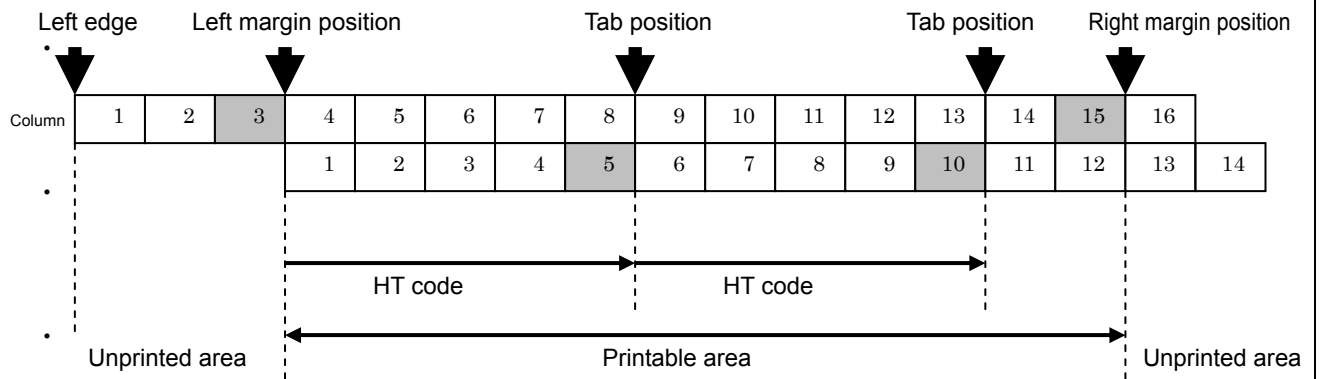 Left edge Left margin position Tab position Tab position Right margin position
Column 1 2 3 4 5 6 7 8 9 10 11 12 13 14 15 16
1 2 3 4 5 6 7 8 9 10 11 12 13 14
HT code HT code
Unprinted area Printable area Unprinted area